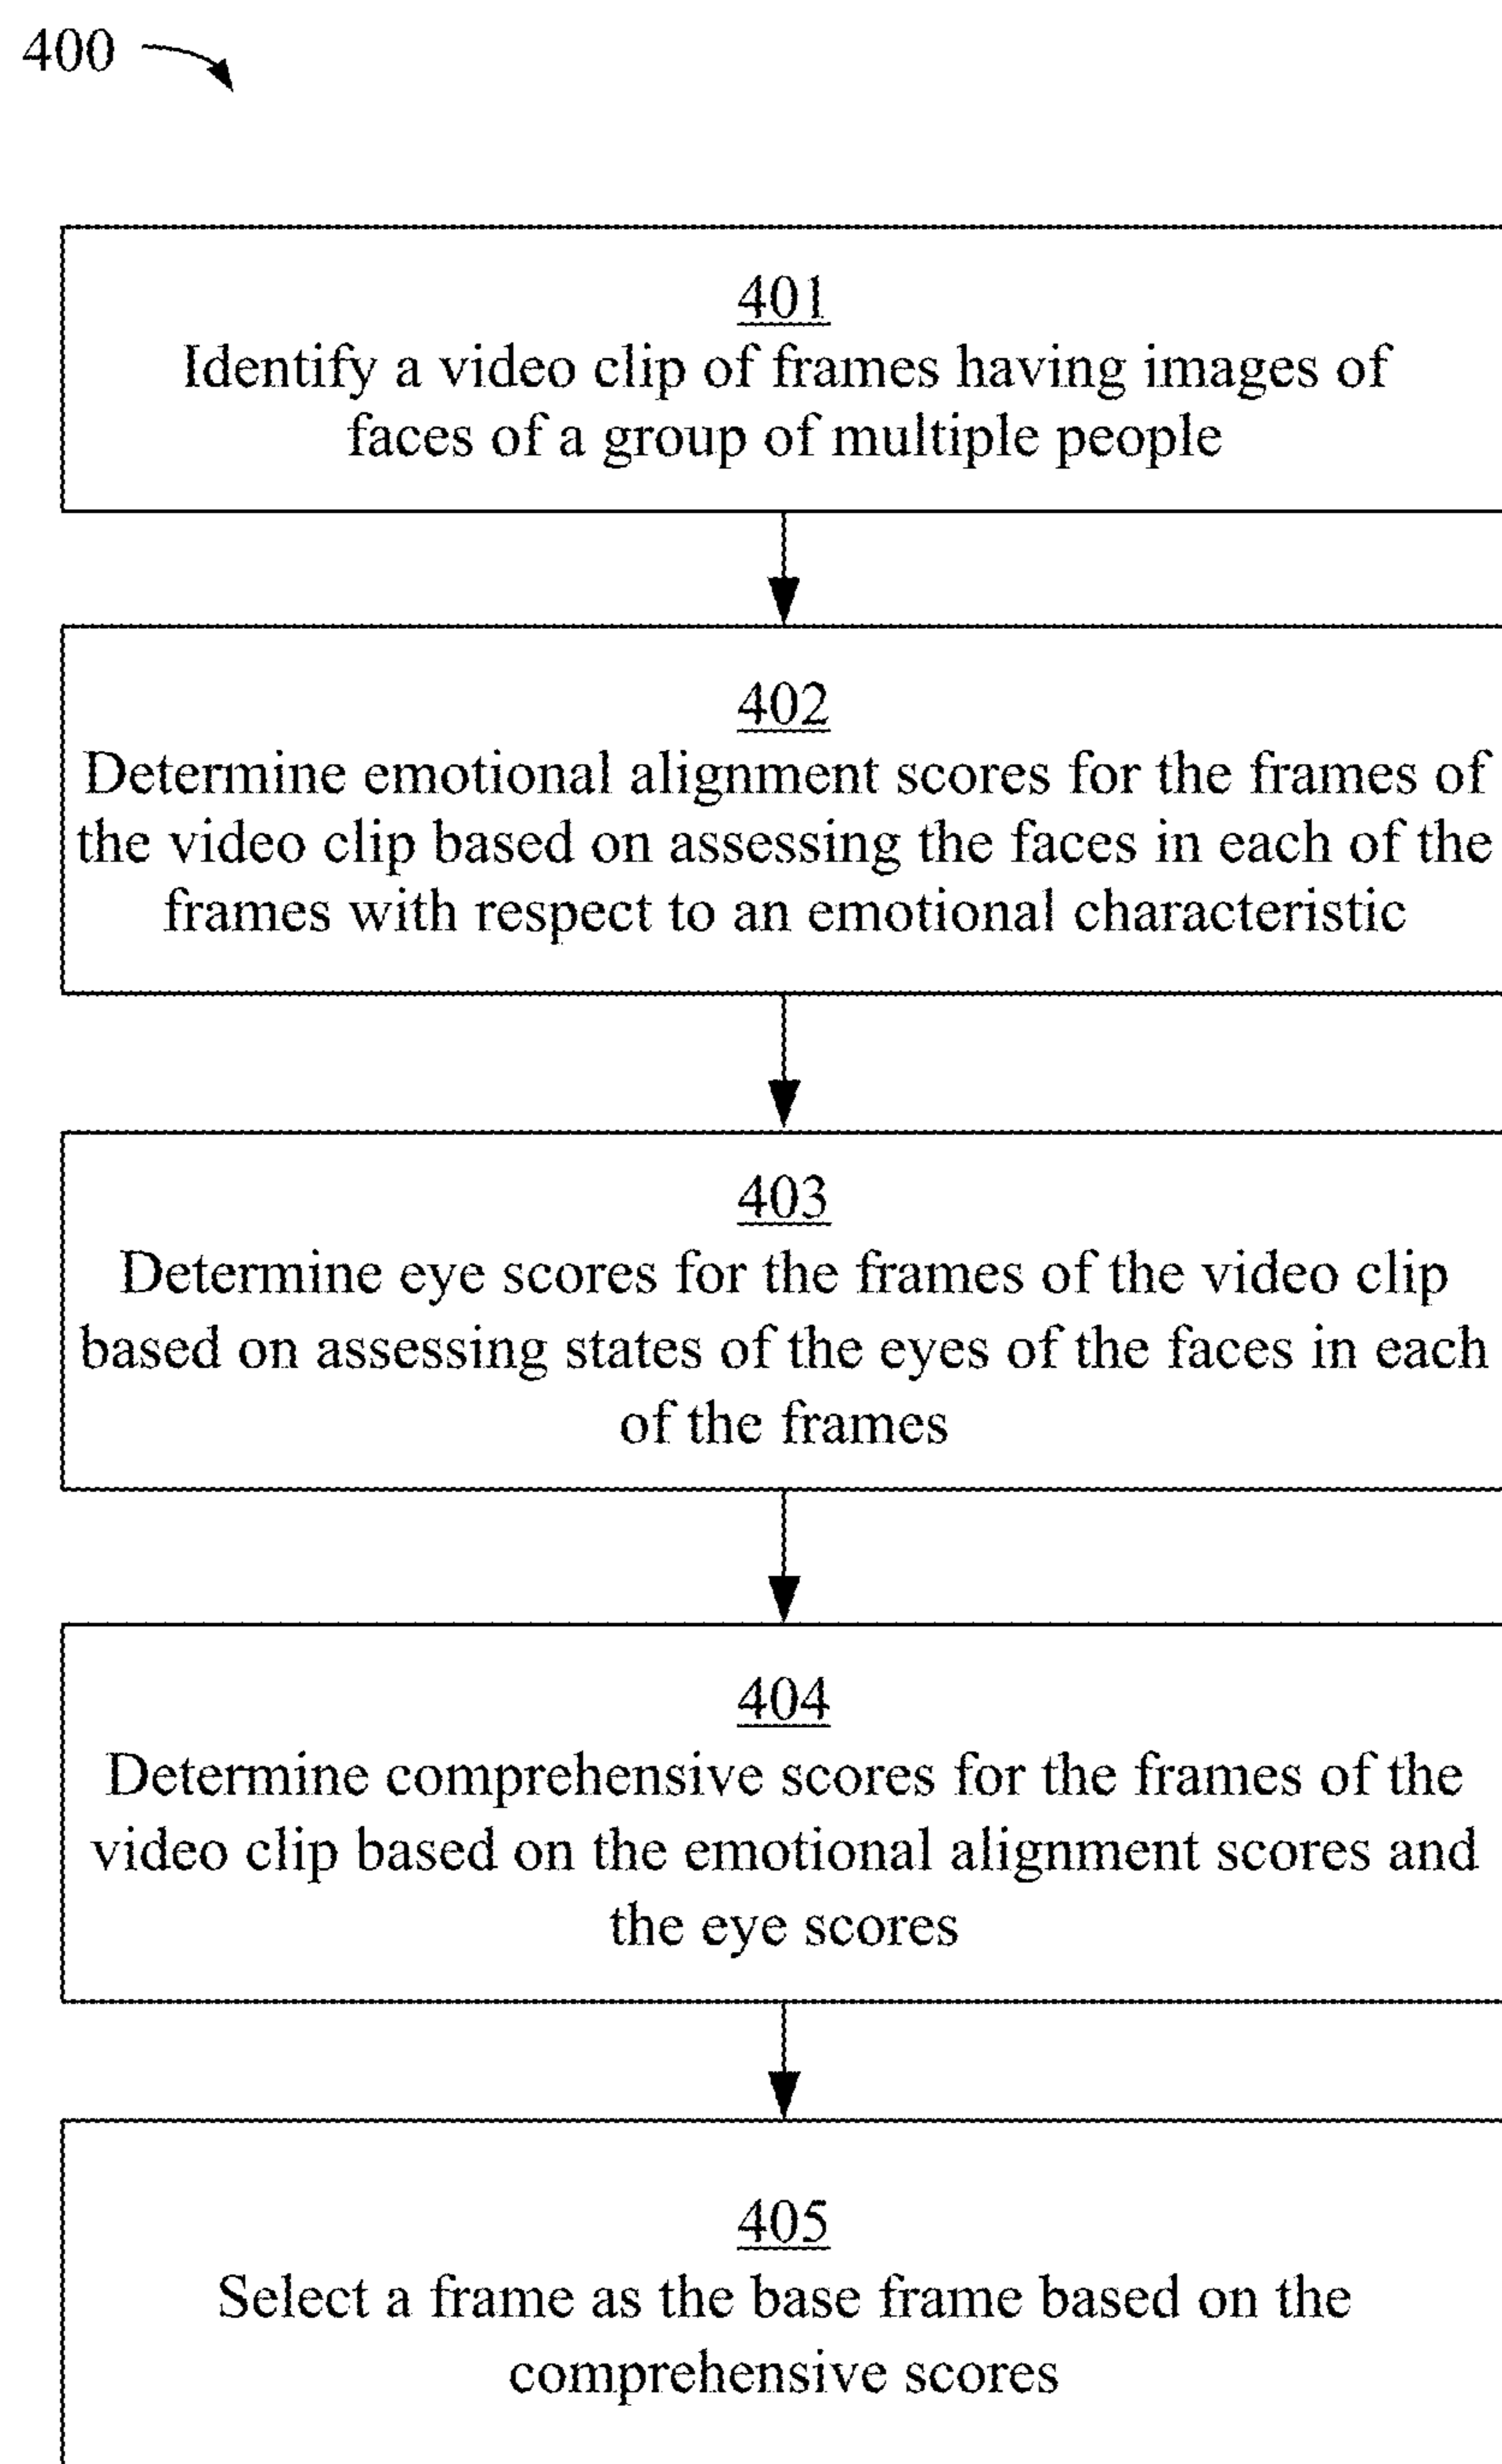 400
401
Identify a video clip of frames having images of
faces of a group of multiple people
402
Determine emotional alignment scores for the frames of
the video clip based on assessing the faces in each of the
frames with respect to an emotional characteristic
403
Determine eye scores for the frames of the video clip
based on assessing states of the eyes of the faces in each
of the frames
404
Determine comprehensive scores for the frames of the
video clip based on the emotional alignment scores and
the eye scores
405
Select a frame as the base frame based on the
comprehensive scores